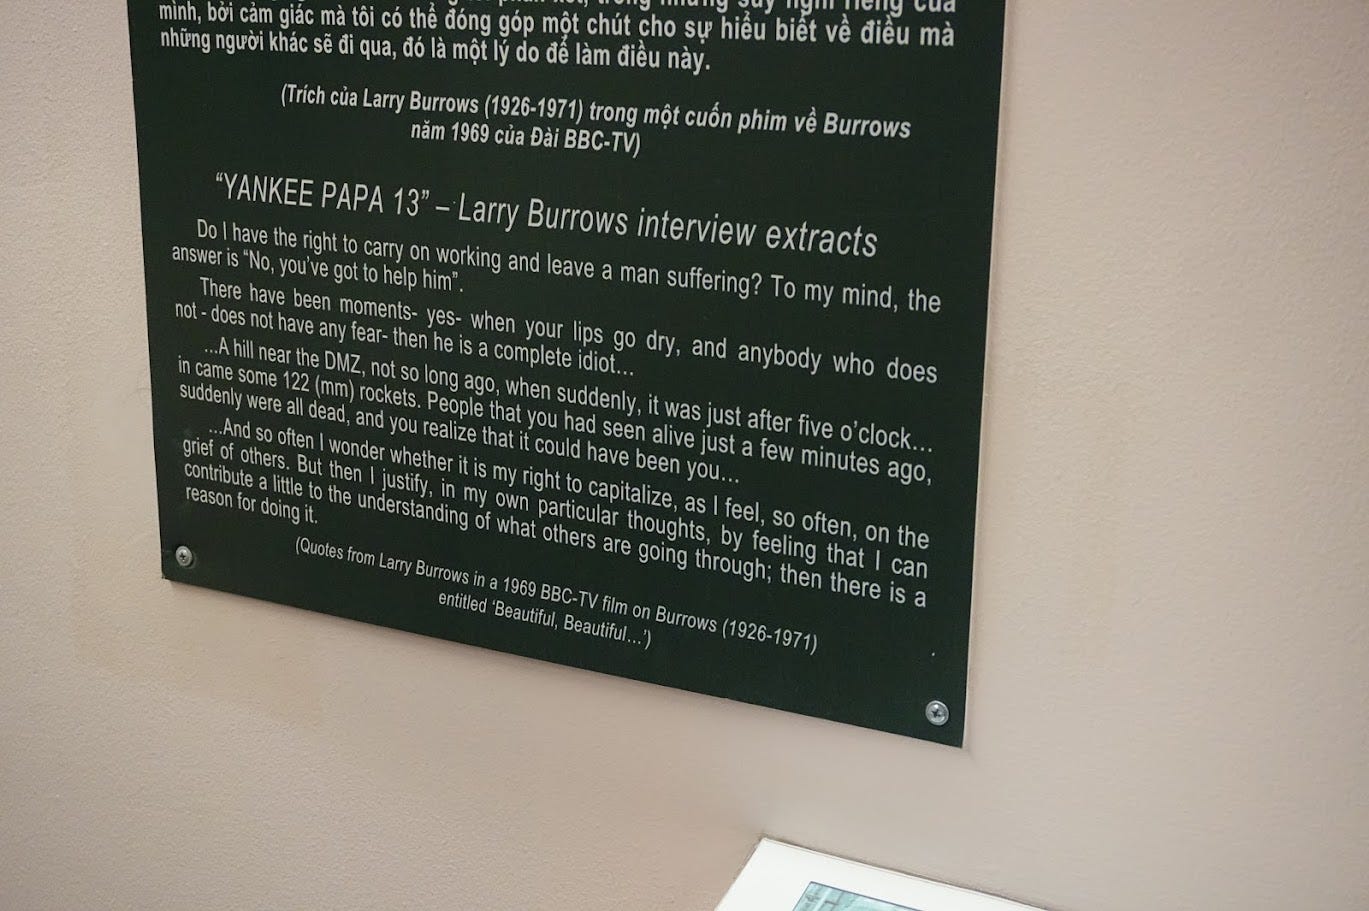 mình, bởi cảm giác mà tôi có thể đóng góp một chút cho sự hiểu biết về điều mà
những người khác sẽ đi qua, đó là một lý do để làm điều này.
(Trích của Larry Burrows (1926-1971) trong một cuốn phim về Burrows
năm 1969 của Đài BBC-TV)
“YANKEE PAPA 13” – Larry Burrows interview extracts
Do I have the right to carry on working and leave a man suffering? To my mind, the
answer is “No, you’ve got to help him”.
There have been moments- yes- when your lips go dry, and anybody who does
not - does not have any fear- then he is a complete idiot…
…A hill near the DMZ, not so long ago, when suddenly, it was just after five o’clock…
in came some 122 (mm) rockets. People that you had seen alive just a few minutes ago,
suddenly were all dead, and you realize that it could have been you…
…And so often I wonder whether it is my right to capitalize, as I feel, so often, on the
grief of others. But then I justify, in my own particular thoughts, by feeling that I can
contribute a little to the understanding of what others are going through; then there is a
reason for doing it.
(Quotes from Larry Burrows in a 1969 BBC-TV film on Burrows (1926-1971)
entitled ‘Beautiful, Beautiful…’)